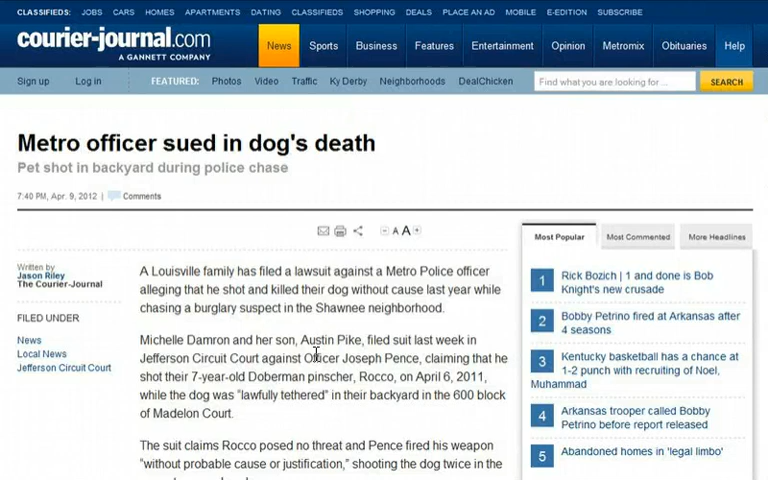 CLASSIFIEDS: JOBS CARS HOMES APARTMENTS DATING CLASSIFIEDS SHOPPING DEALS PLACE AN AD MOBILE E-EDITION SUBSCRIBE
courier-journal.com
A GANNETT COMPANY
News Sports Business Features Entertainment Opinion Metromix Obituaries Help
Sign up Log in FEATURED: Photos Video Traffic Ky Derby Neighborhoods DealChicken Find what you are looking for ... SEARCH
Metro officer sued in dog's death
Pet shot in backyard during police chase
7:40 PM, Apr. 9, 2012 | Comments
A A
Written by
Jason Riley
The Courier-Journal
FILED UNDER
News
Local News
Jefferson Circuit Court
A Louisville family has filed a lawsuit against a Metro Police officer
alleging that he shot and killed their dog without cause last year while
chasing a burglary suspect in the Shawnee neighborhood.
Michelle Damron and her son, Austin Pike, filed suit last week in
Jefferson Circuit Court against Officer Joseph Pence, claiming that he
shot their 7-year-old Doberman pinscher, Rocco, on April 6, 2011,
while the dog was "lawfully tethered" in their backyard in the 600 block
of Madelon Court.
The suit claims Rocco posed no threat and Pence fired his weapon
"without probable cause or justification," shooting the dog twice in the
Most Popular Most Commented More Headlines
1 Rick Bozich | 1 and done is Bob
Knight's new crusade
2 Bobby Petrino fired at Arkansas after
4 seasons
3 Kentucky basketball has a chance at
1-2 punch with recruiting of Noel,
Muhammad
4 Arkansas trooper called Bobby
Petrino before report released
5 Abandoned homes in 'legal limbo'